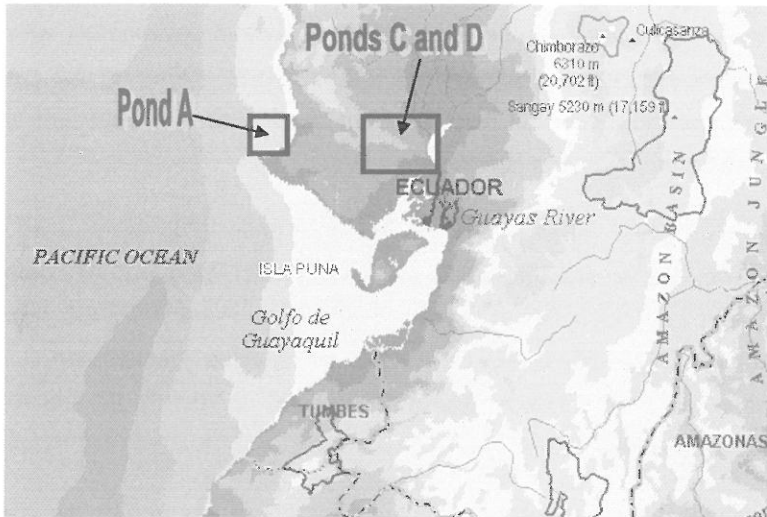 Ponds C and D
Pond A
Chimborazo
6310 m
(20,702 ft)
Culicasanza
Sangay 5230 m (17,159 ft)
ECUADOR
Guayas River
PACIFIC OCEAN
ISLA PUNA
Golfo de
Guayaquil
TUMBES
AMAZON BASIN
AMAZON JUNGLE
AMAZONAS